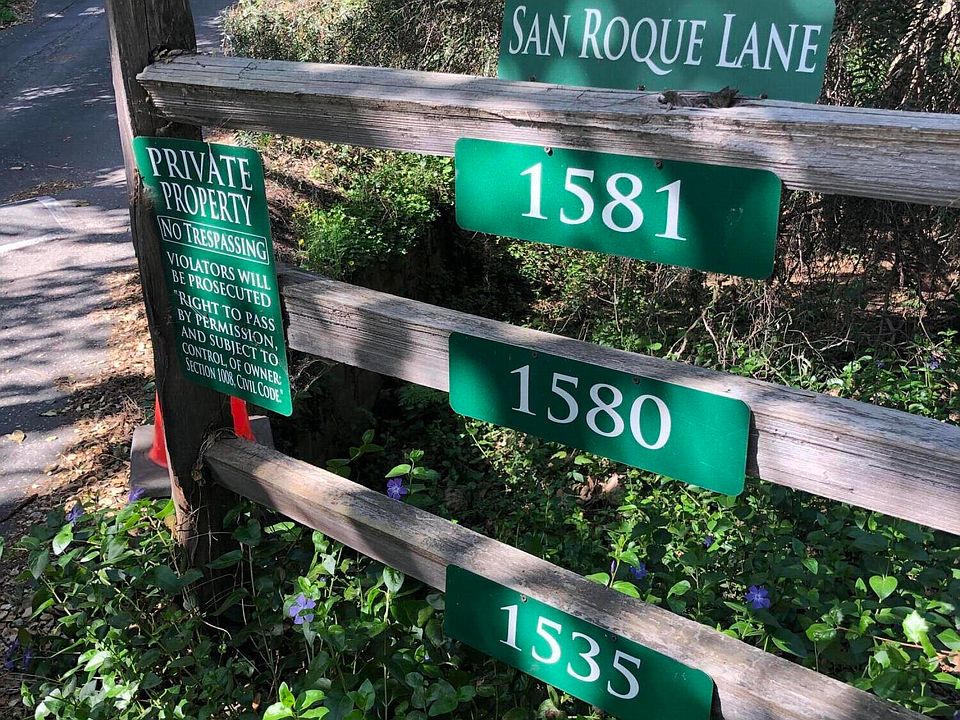 SAN ROQUE LANE
1581
1580
1535
PRIVATE
PROPERTY
NO TRESPASSING
VIOLATORS WILL
BE PROSECUTED
"RIGHT TO PASS
BY PERMISSION,
AND SUBJECT TO
CONTROL, OF OWNER:
SECTION 1008, CIVIL CODE."